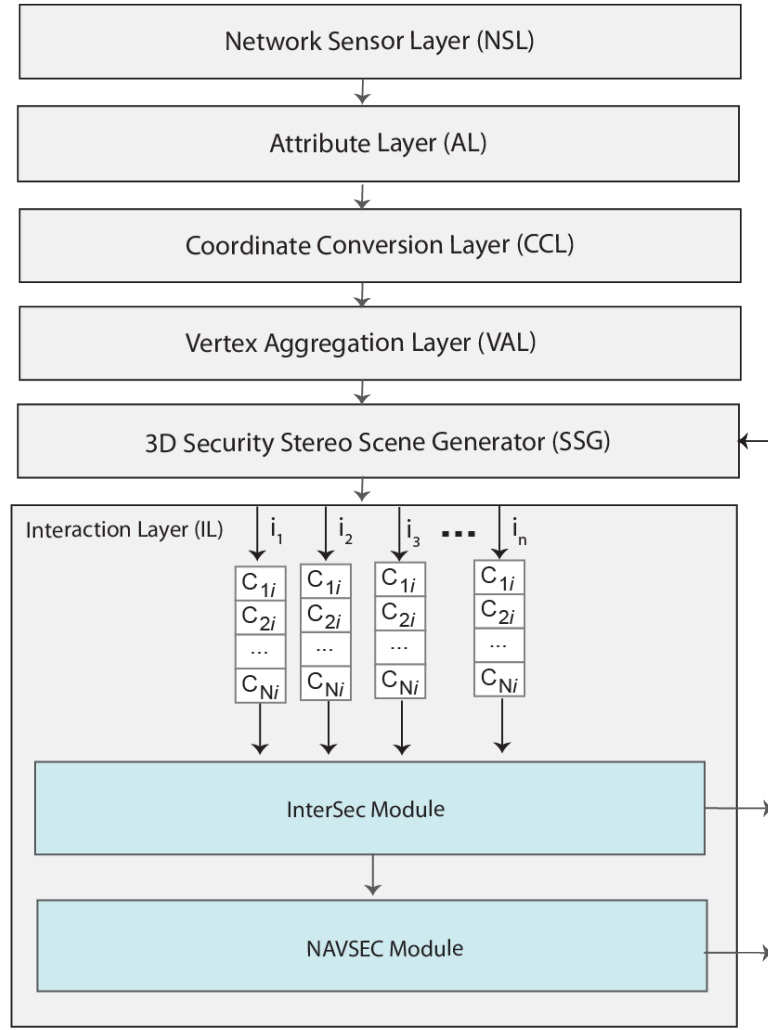 Network Sensor Layer (NSL)
Attribute Layer (AL)
Coordinate Conversion Layer (CCL)
Vertex Aggregation Layer (VAL)
3D Security Stereo Scene Generator (SSG)
Interaction Layer (IL) i1 i2 i3 ... in
C1i C1i C1i C1i
C2i C2i C2i C2i
... ... ... ...
CNi CNi CNi CNi
InterSec Module
NAVSEC Module